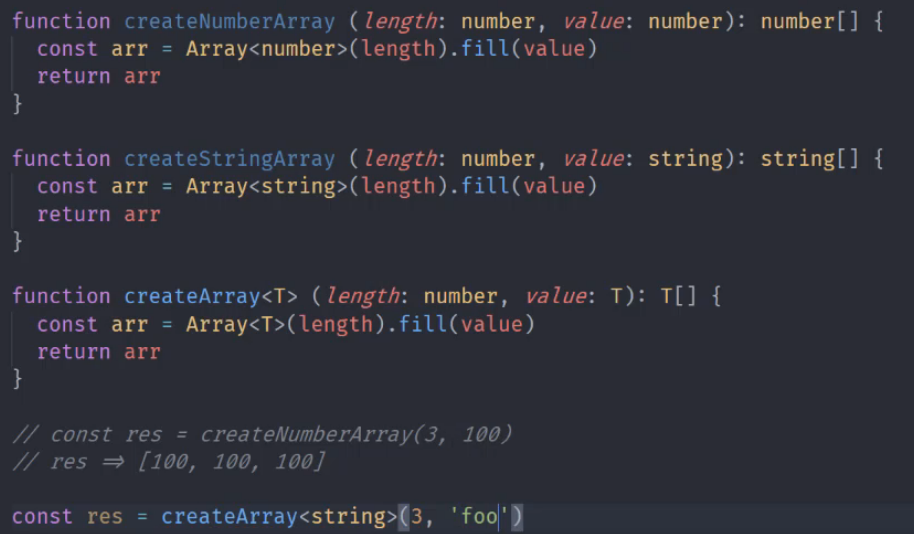 function createNumberArray (length: number, value: number): number[] {
  const arr = Array<number>(length).fill(value)
  return arr
}

function createStringArray (length: number, value: string): string[] {
  const arr = Array<string>(length).fill(value)
  return arr
}

function createArray<T> (length: number, value: T): T[] {
  const arr = Array<T>(length).fill(value)
  return arr
}

// const res = createNumberArray(3, 100)
// res => [100, 100, 100]

const res = createArray<string>(3, 'foo')